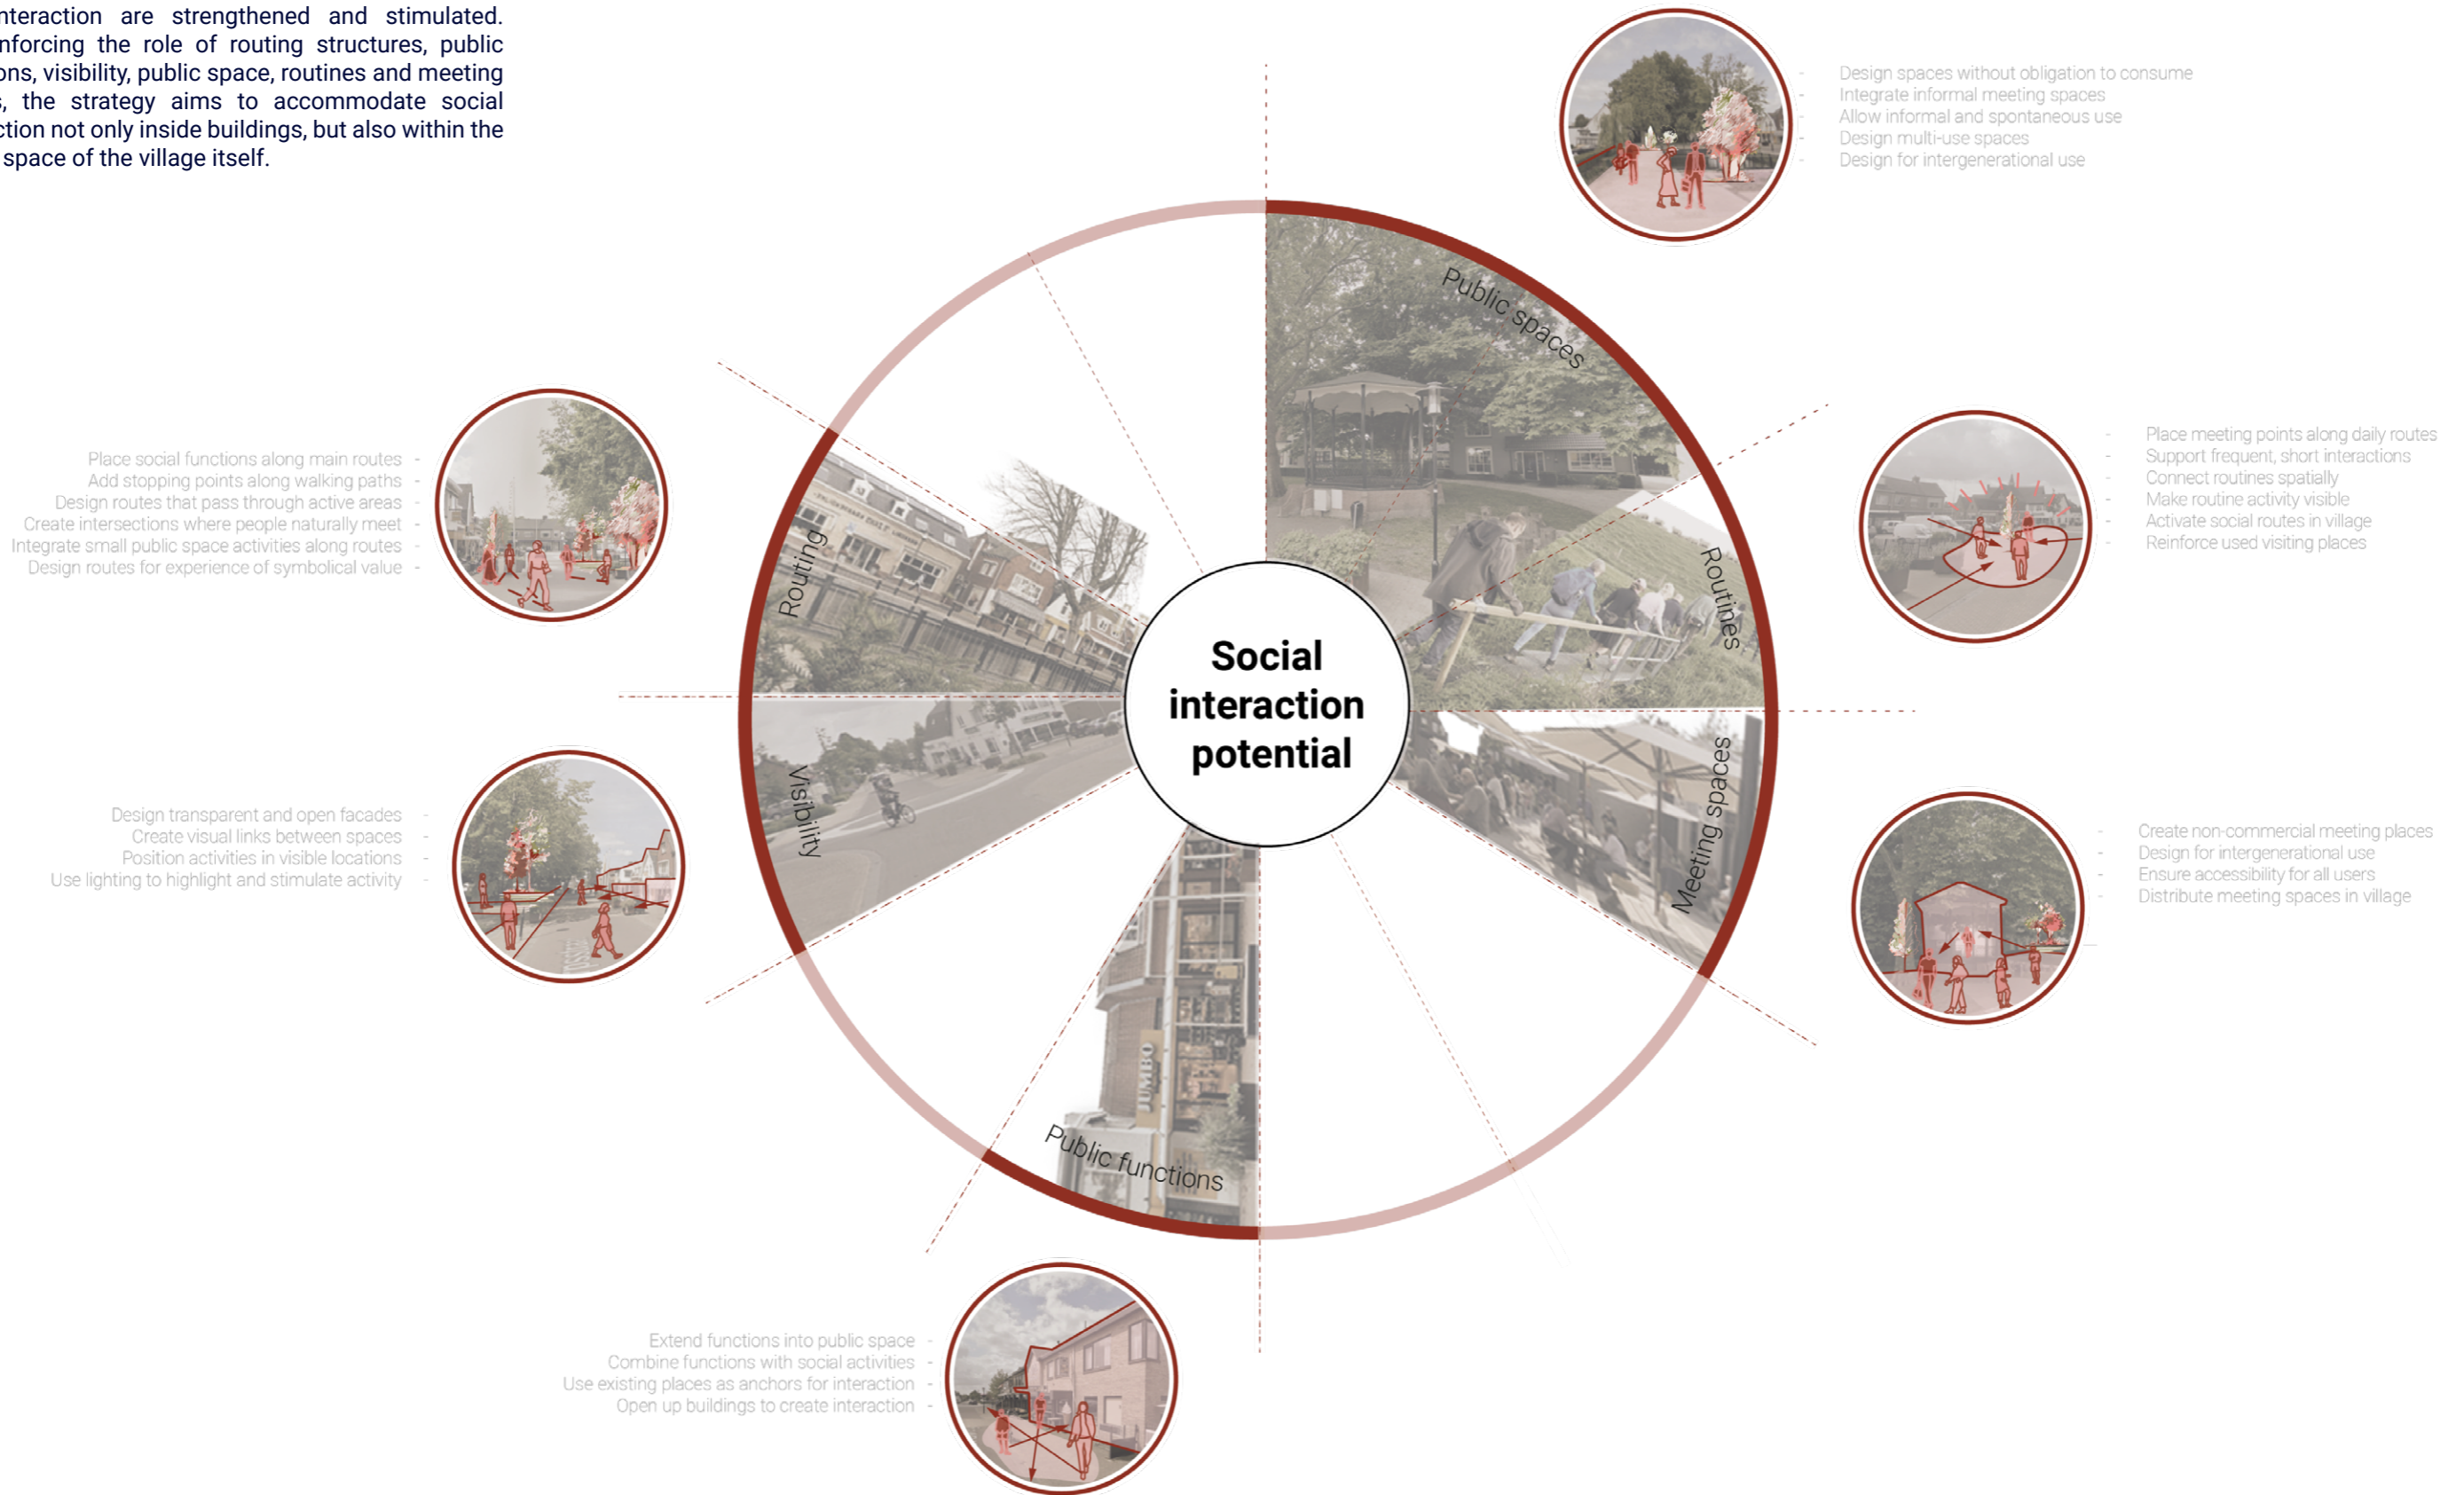 nteraction are strengthened and stimulated.
nforcing the role of routing structures, public
ons, visibility, public space, routines and meeting
s, the strategy aims to accommodate social
ction not only inside buildings, but also within the
space of the village itself.
Design spaces without obligation to consume
Integrate informal meeting spaces
Allow informal and spontaneous use
Design multi-use spaces
Design for intergenerational use
Public spaces
Place social functions along main routes -
Add stopping points along walking paths -
Design routes that pass through active areas -
Create intersections where people naturally meet -
Integrate small public space activities along routes -
Design routes for experience of symbolical value -
Routing
Routines
- Place meeting points along daily routes
- Support frequent, short interactions
- Connect routines spatially
- Make routine activity visible
- Activate social routes in village
- Reinforce used visiting places
Social
interaction
potential
Design transparent and open facades -
Create visual links between spaces -
Position activities in visible locations -
Use lighting to highlight and stimulate activity -
Visibility
Meeting spaces
- Create non-commercial meeting places
- Design for intergenerational use
- Ensure accessibility for all users
- Distribute meeting spaces in village
JUMBO
Public functions
Extend functions into public space -
Combine functions with social activities -
Use existing places as anchors for interaction -
Open up buildings to create interaction -